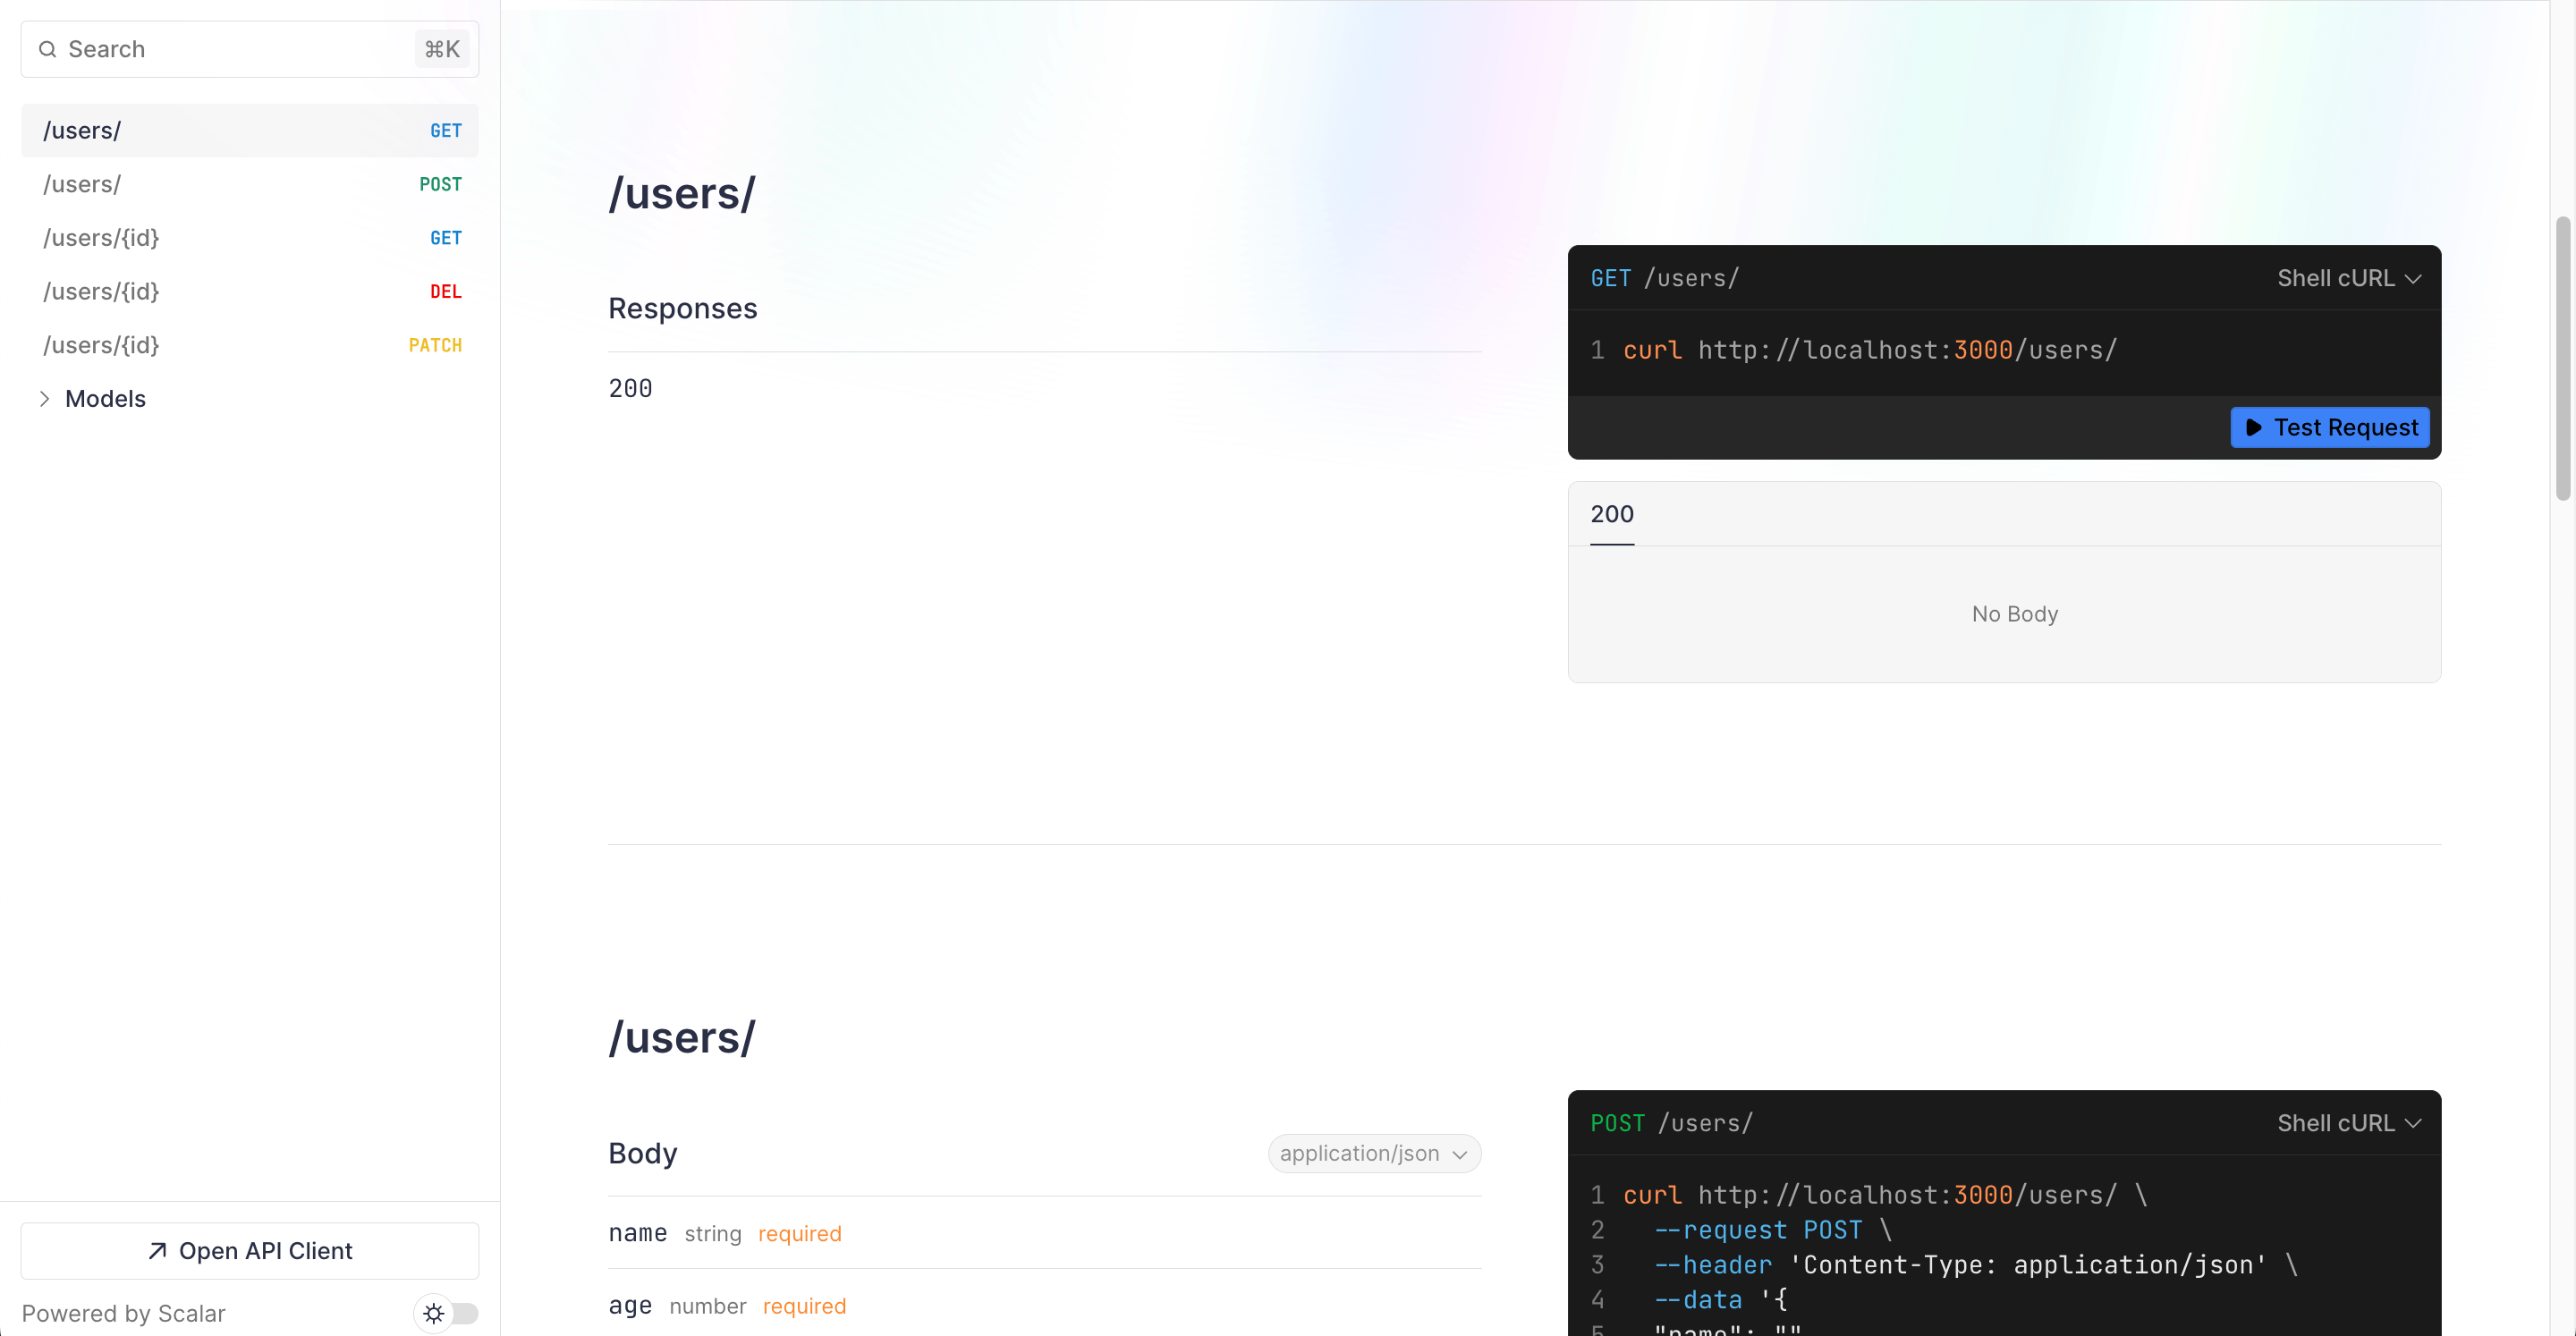 Search ⌘K
/users/ GET
/users/ POST
/users/{id} GET
/users/{id} DEL
/users/{id} PATCH
Models
Open API Client
Powered by Scalar
/users/
Responses
200
GET /users/ Shell cURL
1 curl http://localhost:3000/users/
Test Request
200
No Body
/users/
Body application/json
name string required
age number required
POST /users/ Shell cURL
1 curl http://localhost:3000/users/ \
2 --request POST \
3 --header 'Content-Type: application/json' \
4 --data '{
5 "name": ""